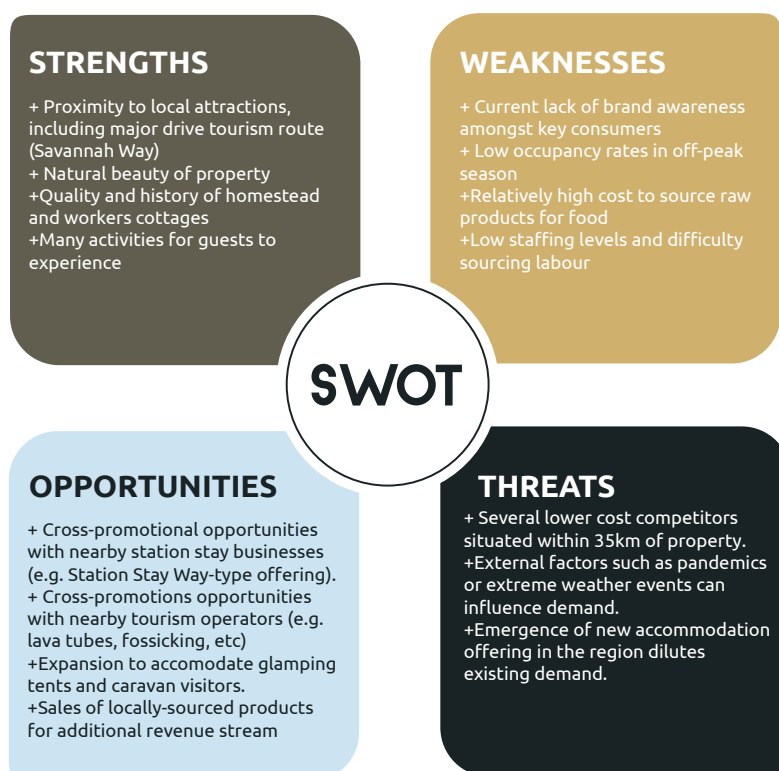 STRENGTHS
+ Proximity to local attractions,
including major drive tourism route
(Savannah Way)
+ Natural beauty of property
+Quality and history of homestead
and workers cottages
+Many activities for guests to
experience
WEAKNESSES
+ Current lack of brand awareness
amongst key consumers
+ Low occupancy rates in off-peak
season
+Relatively high cost to source raw
products for food
+Low staffing levels and difficulty
sourcing labour
SWOT
OPPORTUNITIES
+ Cross-promotional opportunities
with nearby station stay businesses
(e.g. Station Stay Way-type offering).
+ Cross-promotions opportunities
with nearby tourism operators (e.g.
lava tubes, fossicking, etc)
+Expansion to accomodate glamping
tents and caravan visitors.
+Sales of locally-sourced products
for additional revenue stream
THREATS
+ Several lower cost competitors
situated within 35km of property.
+External factors such as pandemics
or extreme weather events can
influence demand.
+Emergence of new accommodation
offering in the region dilutes
existing demand.